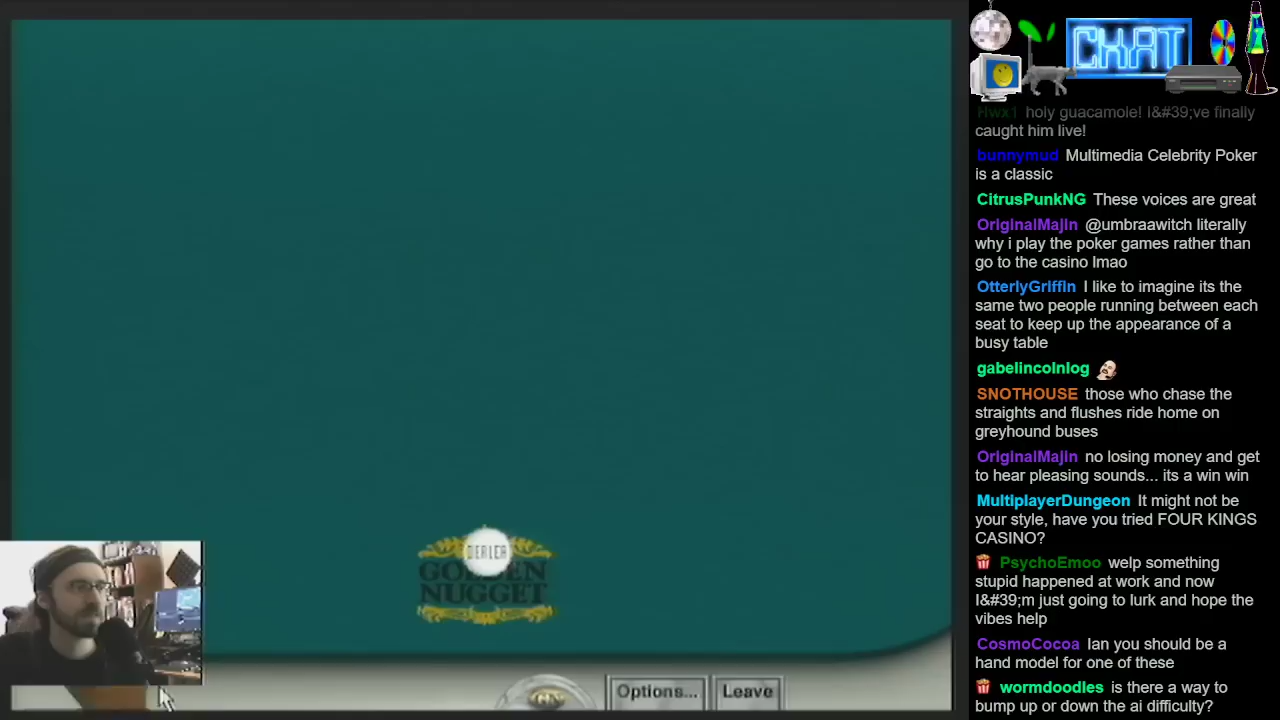 CHAT
Hwx1 holy guacamole! I&#39;ve finally
caught him live!
bunnymud Multimedia Celebrity Poker
is a classic
CitrusPunkNG These voices are great
OriginalMajin @umbraawitch literally
why i play the poker games rather than
go to the casino lmao
OtterlyGriffin I like to imagine its the
same two people running between each
seat to keep up the appearance of a
busy table
gabelincolnlog
SNOTHOUSE those who chase the
straights and flushes ride home on
greyhound buses
OriginalMajin no losing money and get
to hear pleasing sounds... its a win win
MultiplayerDungeon It might not be
your style, have you tried FOUR KINGS
CASINO?
PsychoEmoo welp something
stupid happened at work and now
I&#39;m just going to lurk and hope the
vibes help
CosmoCocoa Ian you should be a
hand model for one of these
wormdoodles is there a way to
bump up or down the ai difficulty?
DEALER
GOLDEN
NUGGET
GN
Options...
Leave